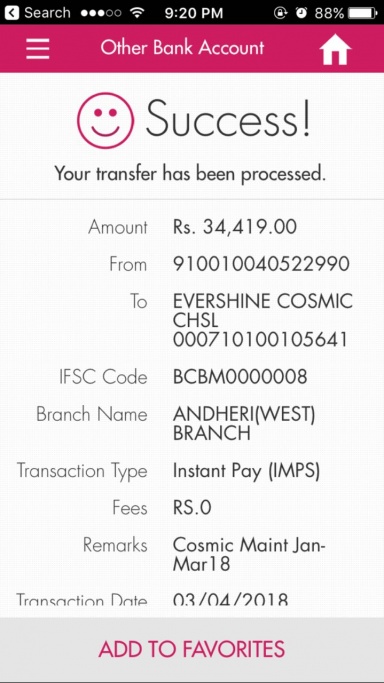 Search 9:20 PM 88%
Other Bank Account
Success!
Your transfer has been processed.
Amount Rs. 34,419.00
From 910010040522990
To EVERSHINE COSMIC
CHSL
000710100105641
IFSC Code BCBM0000008
Branch Name ANDHERI(WEST)
BRANCH
Transaction Type Instant Pay (IMPS)
Fees RS.0
Remarks Cosmic Maint Jan-
Mar18
Transaction Date 03/04/2018
ADD TO FAVORITES